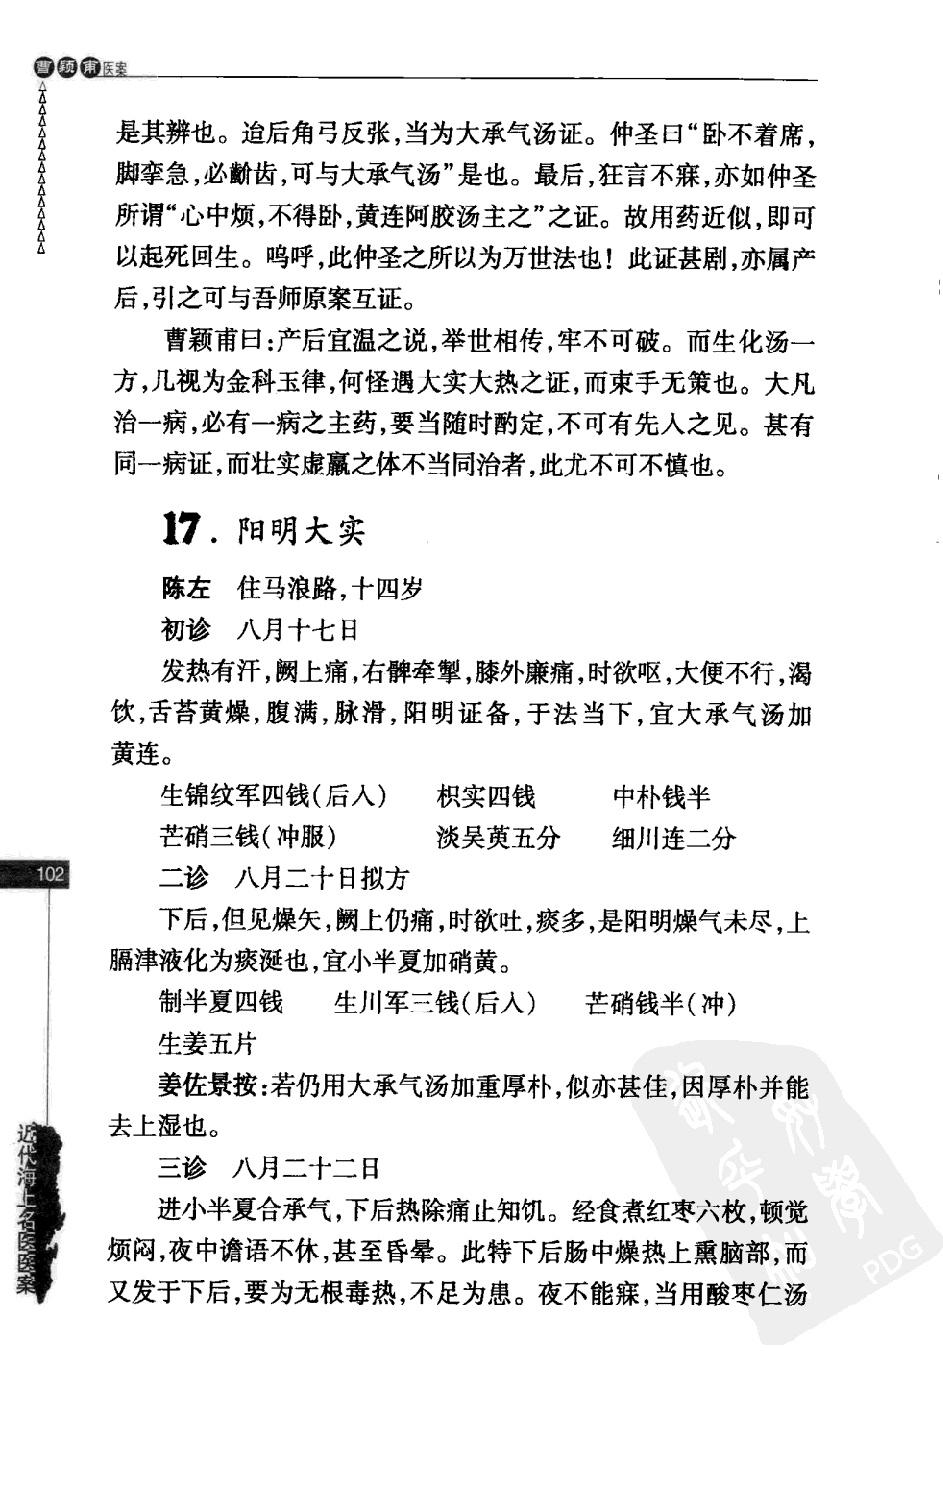 曹颖甫医案
是其辨也。迨后角弓反张,当为大承气汤证。仲圣曰“卧不着席,
脚挛急,必齘齿,可与大承气汤”是也。最后,狂言不寐,亦如仲圣
所谓“心中烦,不得卧,黄连阿胶汤主之”之证。故用药近似,即可
以起死回生。呜呼,此仲圣之所以为万世法也！此证甚剧,亦属产
后,引之可与吾师原案互证。
曹颖甫曰:产后宜温之说,举世相传,牢不可破。而生化汤一
方,几视为金科玉律,何怪遇大实大热之证,而束手无策也。大凡
治一病,必有一病之主药,要当随时酌定,不可有先人之见。甚有
同一病证,而壮实虚羸之体不当同治者,此尤不可不慎也。
17. 阳明大实
陈左 住马浪路,十四岁
初诊 八月十七日
发热有汗,阙上痛,右髀牵掣,膝外廉痛,时欲呕,大便不行,渴
饮,舌苔黄燥,腹满,脉滑,阳明证备,于法当下,宜大承气汤加
黄连。
生锦纹军四钱(后入) 枳实四钱 中朴钱半
芒硝三钱(冲服) 淡吴萸五分 细川连二分
102
二诊 八月二十日拟方
下后,但见燥矢,阙上仍痛,时欲吐,痰多,是阳明燥气未尽,上
膈津液化为痰涎也,宜小半夏加硝黄。
制半夏四钱 生川军三钱(后入) 芒硝钱半(冲)
生姜五片
姜佐景按:若仍用大承气汤加重厚朴,似亦甚佳,因厚朴并能
去上湿也。
三诊 八月二十二日
进小半夏合承气,下后热除痛止知饥。经食煮红枣六枚,顿觉
烦闷,夜中谵语不休,甚至昏晕。此特下后肠中燥热上熏脑部,而
又发于下后,要为无根毒热,不足为患。夜不能寐,当用酸枣仁汤
近代海上名医医案
PDG